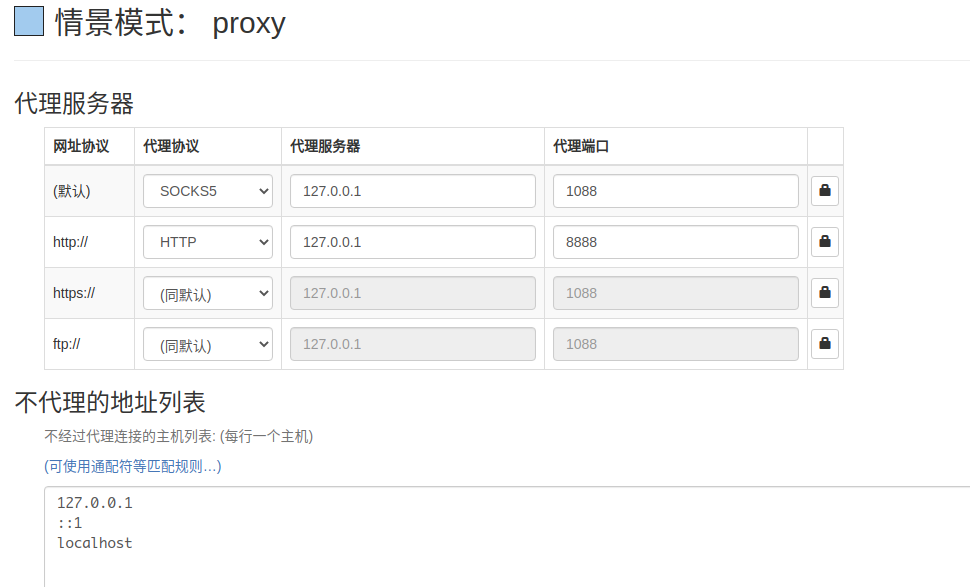 情景模式： proxy
代理服务器
网址协议 代理协议 代理服务器 代理端口
(默认) SOCKS5 127.0.0.1 1088
http:// HTTP 127.0.0.1 8888
https:// (同默认) 127.0.0.1 1088
ftp:// (同默认) 127.0.0.1 1088
不代理的地址列表
不经过代理连接的主机列表: (每行一个主机)
(可使用通配符等匹配规则…)
127.0.0.1
::1
localhost